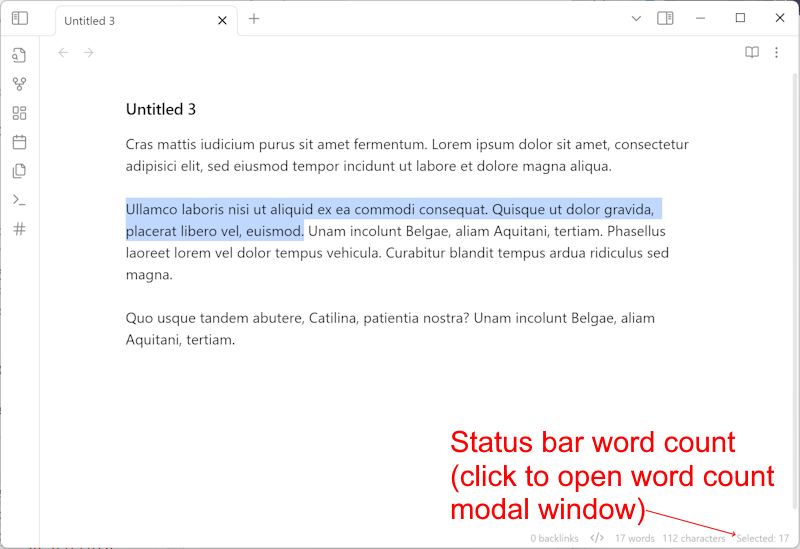 Untitled 3
Untitled 3
Cras mattis iudicium purus sit amet fermentum. Lorem ipsum dolor sit amet, consectetur
adipisici elit, sed eiusmod tempor incidunt ut labore et dolore magna aliqua.
Ullamco laboris nisi ut aliquid ex ea commodi consequat. Quisque ut dolor gravida,
placerat libero vel, euismod. Unam incolunt Belgae, aliam Aquitani, tertiam. Phasellus
laoreet lorem vel dolor tempus vehicula. Curabitur blandit tempus ardua ridiculus sed
magna.
Quo usque tandem abutere, Catilina, patientia nostra? Unam incolunt Belgae, aliam
Aquitani, tertiam.
Status bar word count
(click to open word count
modal window)
0 backlinks </> 17 words 112 characters Selected: 17